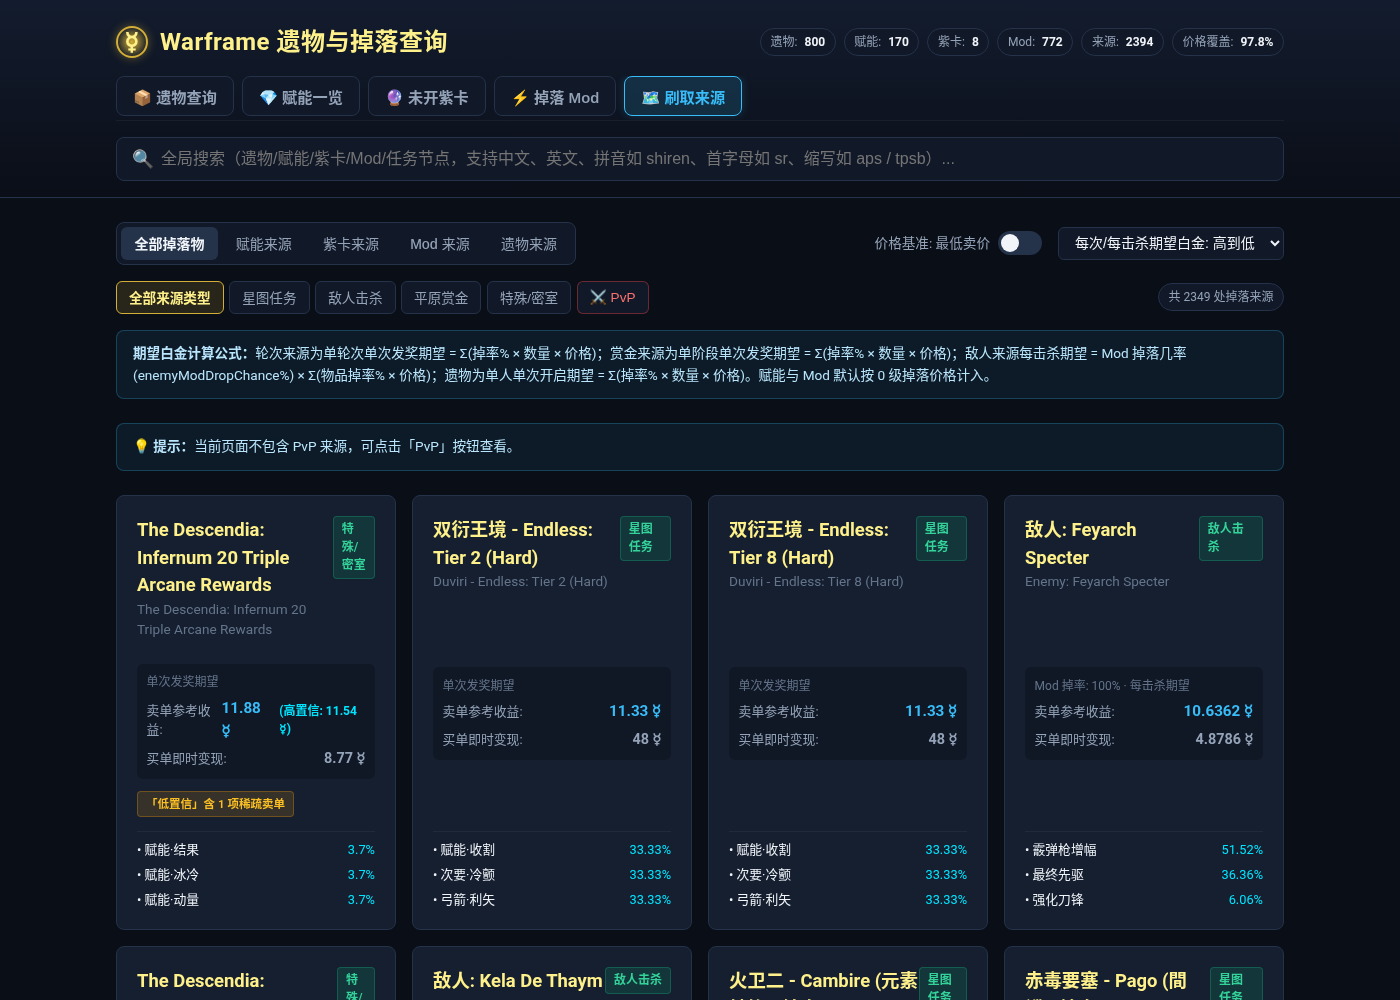 Warframe 遗物与掉落查询
遗物: 800
赋能: 170
紫卡: 8
Mod: 772
来源: 2394
价格覆盖: 97.8%
📦 遗物查询
💎 赋能一览
🔮 未开紫卡
⚡ 掉落 Mod
🗺️ 刷取来源
🔍 全局搜索（遗物/赋能/紫卡/Mod/任务节点，支持中文、英文、拼音如 shiren、首字母如 sr、缩写如 aps / tpsb）...
全部掉落物
赋能来源
紫卡来源
Mod 来源
遗物来源
价格基准: 最低卖价
每次/每击杀期望白金: 高到低
全部来源类型
星图任务
敌人击杀
平原赏金
特殊/密室
⚔️ PvP
共 2349 处掉落来源
期望白金计算公式：轮次来源为单轮次单次发奖期望 = Σ(掉率% × 数量 × 价格)；赏金来源为单阶段单次发奖期望 = Σ(掉率% × 数量 × 价格)；敌人来源每击杀期望 = Mod 掉落几率
(enemyModDropChance%) × Σ(物品掉率% × 价格)；遗物为单人单次开启期望 = Σ(掉率% × 数量 × 价格)。赋能与 Mod 默认按 0 级掉落价格计入。
💡 提示：当前页面不包含 PvP 来源，可点击「PvP」按钮查看。
The Descendia:
Infernum 20 Triple
Arcane Rewards
特
殊/
密室
The Descendia: Infernum 20
Triple Arcane Rewards
单次发奖期望
卖单参考收
益:
11.88
☿
(高置信: 11.54
☿)
买单即时变现:
8.77 ☿
「低置信」含 1 项稀疏卖单
• 赋能·结果
3.7%
• 赋能·冰冷
3.7%
• 赋能·动量
3.7%
双衍王境 - Endless:
Tier 2 (Hard)
星图
任务
Duviri - Endless: Tier 2 (Hard)
单次发奖期望
卖单参考收益:
11.33 ☿
买单即时变现:
48 ☿
• 赋能·收割
33.33%
• 次要·冷颤
33.33%
• 弓箭·利矢
33.33%
双衍王境 - Endless:
Tier 8 (Hard)
星图
任务
Duviri - Endless: Tier 8 (Hard)
单次发奖期望
卖单参考收益:
11.33 ☿
买单即时变现:
48 ☿
• 赋能·收割
33.33%
• 次要·冷颤
33.33%
• 弓箭·利矢
33.33%
敌人: Feyarch
Specter
敌人击
杀
Enemy: Feyarch Specter
Mod 掉率: 100% · 每击杀期望
卖单参考收益:
10.6362 ☿
买单即时变现:
4.8786 ☿
• 霰弹枪增幅
51.52%
• 最终先驱
36.36%
• 强化刀锋
6.06%
The Descendia:
特
殊/
敌人: Kela De Thaym
敌人击杀
火卫二 - Cambire (元素
星图
任务
赤毒要塞 - Pago (間
星图
任务